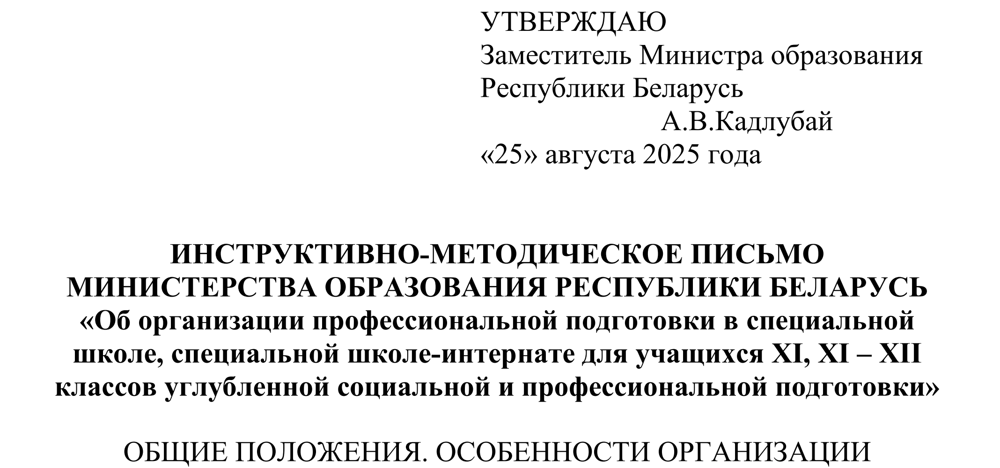 УТВЕРЖДАЮ
Заместитель Министра образования
Республики Беларусь
А.В.Кадлубай
«25» августа 2025 года
ИНСТРУКТИВНО-МЕТОДИЧЕСКОЕ ПИСЬМО
МИНИСТЕРСТВА ОБРАЗОВАНИЯ РЕСПУБЛИКИ БЕЛАРУСЬ
«Об организации профессиональной подготовки в специальной
школе, специальной школе-интернате для учащихся XI, XI – XII
классов углубленной социальной и профессиональной подготовки»
ОБЩИЕ ПОЛОЖЕНИЯ. ОСОБЕННОСТИ ОРГАНИЗАЦИИ